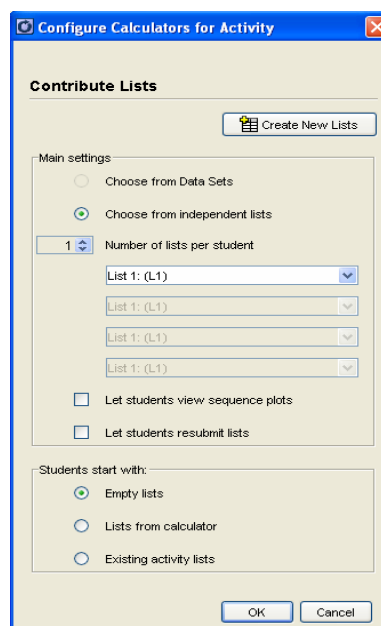 Configure Calculators for Activity
Contribute Lists
Create New Lists
Main settings
Choose from Data Sets
Choose from independent lists
1 Number of lists per student
List 1: (L1)
List 1: (L1)
List 1: (L1)
List 1: (L1)
Let students view sequence plots
Let students resubmit lists
Students start with:
Empty lists
Lists from calculator
Existing activity lists
OK Cancel